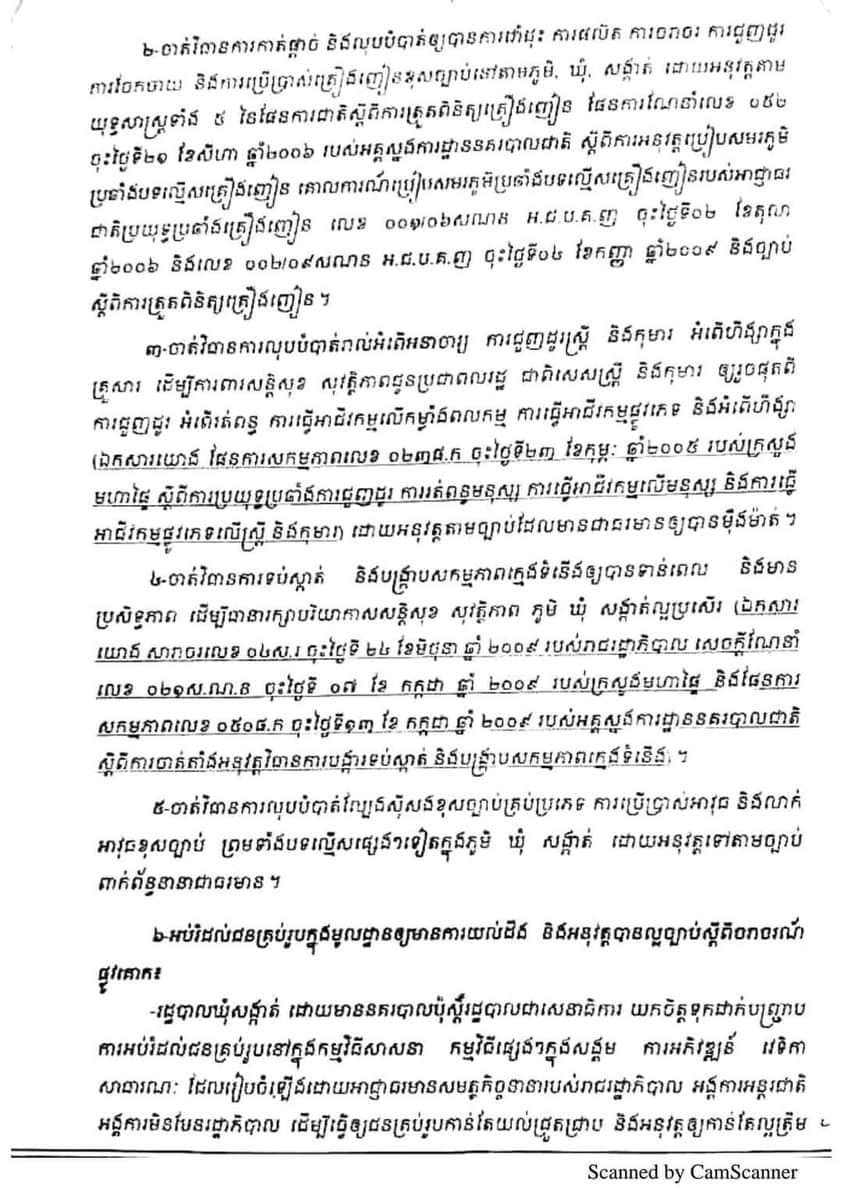 ២-ចាត់វិធានការកាត់ផ្តាច់ និងលុបបំបាត់ឲ្យបានការដាំដុះ ការផលិត ការចរាចរ ការជួញដូរ
ការចែកចាយ និងការប្រើប្រាស់គ្រឿងញៀនខុសច្បាប់នៅតាមភូមិ, ឃុំ, សង្កាត់ ដោយអនុវត្តតាម
យុទ្ធសាស្ត្រទាំង ៥ នៃផែនការជាតិស្តីពីការត្រួតពិនិត្យគ្រឿងញៀន ផែនការណែនាំលេខ ០៥២
ចុះថ្ងៃទី២១ ខែសីហា ឆ្នាំ២០០៦ របស់អគ្គស្នងការដ្ឋាននគរបាលជាតិ ស្តីពីការអនុវត្តប្រៀបសមរភូមិ
ប្រឆាំងបទល្មើសគ្រឿងញៀន គោលការណ៍ប្រៀបសមរភូមិប្រឆាំងបទល្មើសគ្រឿងញៀនរបស់អាជ្ញាធរ
ជាតិប្រយុទ្ធប្រឆាំងគ្រឿងញៀន លេខ ០០១/០៦សណន អ.ជ.ប.គ.ញ ចុះថ្ងៃទី០២ ខែតុលា
ឆ្នាំ២០០៦ និងលេខ ០០២/០៩សណន អ.ជ.ប.គ.ញ ចុះថ្ងៃទី០៤ ខែកញ្ញា ឆ្នាំ២០០៩ និងច្បាប់
ស្តីពីការត្រួតពិនិត្យគ្រឿងញៀន ។
៣-ចាត់វិធានការលុបបំបាត់រាល់អំពើអនាចារ្យ ការជួញដូរស្ត្រី និងកុមារ អំពើហិង្សាក្នុង
គ្រួសារ ដើម្បីការពារសន្តិសុខ សុវត្ថិភាពជូនប្រជាពលរដ្ឋ ជាពិសេសស្ត្រី និងកុមារ ឲ្យរួចផុតពី
ការជួញដូរ អំពើរត់ពន្ធ ការធ្វើអាជីវកម្មលើកម្លាំងពលកម្ម ការធ្វើអាជីវកម្មផ្លូវភេទ និងអំពើហិង្សា
(ឯកសារយោង ផែនការសកម្មភាពលេខ ០២៣ផ.ក ចុះថ្ងៃទី២៣ ខែកុម្ភៈ ឆ្នាំ២០០៥ របស់ក្រសួង
មហាផ្ទៃ ស្តីពីការប្រយុទ្ធប្រឆាំងការជួញដូរ ការរត់ពន្ធមនុស្ស ការធ្វើអាជីវកម្មលើមនុស្ស និងការធ្វើ
អាជីវកម្មផ្លូវភេទលើស្ត្រី និងកុមារ) ដោយអនុវត្តតាមច្បាប់ដែលមានជាធរមានឲ្យបានម៉ឺងម៉ាត់ ។
៤-ចាត់វិធានការទប់ស្កាត់ និងបង្ក្រាបសកម្មភាពក្មេងទំនើងឲ្យបានទាន់ពេល និងមាន
ប្រសិទ្ធភាព ដើម្បីធានារក្សាបរិយាកាសសន្តិសុខ សុវត្ថិភាព ភូមិ ឃុំ សង្កាត់ល្អប្រសើរ (ឯកសារ
យោង សារាចរលេខ ០៤ស.រ ចុះថ្ងៃទី ២៤ ខែមិថុនា ឆ្នាំ ២០០៩ របស់រាជរដ្ឋាភិបាល សេចក្តីណែនាំ
លេខ ០២១ស.ណ.ន ចុះថ្ងៃទី ០៧ ខែ កក្កដា ឆ្នាំ ២០០៩ របស់ក្រសួងមហាផ្ទៃ និងផែនការ
សកម្មភាពលេខ ០៥០ផ.ក ចុះថ្ងៃទី១៣ ខែ កក្កដា ឆ្នាំ ២០០៩ របស់អគ្គស្នងការដ្ឋាននគរបាលជាតិ
ស្តីពីការចាត់តាំងអនុវត្តវិធានការបង្ការទប់ស្កាត់ និងបង្ក្រាបសកម្មភាពក្មេងទំនើង) ។
៥-ចាត់វិធានការលុបបំបាត់ល្បែងស៊ីសងខុសច្បាប់គ្រប់ប្រភេទ ការប្រើប្រាស់អាវុធ និងលាក់
អាវុធខុសច្បាប់ ព្រមទាំងបទល្មើសផ្សេងៗទៀតក្នុងភូមិ ឃុំ សង្កាត់ ដោយអនុវត្តទៅតាមច្បាប់
ពាក់ព័ន្ធនានាជាធរមាន ។
៦-អប់រំដល់ជនគ្រប់រូបក្នុងមូលដ្ឋានឲ្យមានការយល់ដឹង និងអនុវត្តបានល្អច្បាប់ស្តីពីចរាចរណ៍
ផ្លូវគោក៖
-រដ្ឋបាលឃុំសង្កាត់ ដោយមាននគរបាលប៉ុស្តិ៍រដ្ឋបាលជាសេនាធិការ យកចិត្តទុកដាក់បញ្ជ្រាប
ការអប់រំដល់ជនគ្រប់រូបនៅក្នុងកម្មវិធីសាសនា កម្មវិធីផ្សេងៗក្នុងសង្គម ការអភិវឌ្ឍន៍ វេទិកា
សាធារណៈ ដែលរៀបចំឡើងដោយអាជ្ញាធរមានសមត្ថកិច្ចនានារបស់រាជរដ្ឋាភិបាល អង្គការអន្តរជាតិ
អង្គការមិនមែនរដ្ឋាភិបាល ដើម្បីធ្វើឲ្យជនគ្រប់រូបកាន់តែយល់ជ្រួតជ្រាប និងអនុវត្តឲ្យកាន់តែល្អត្រឹម
Scanned by CamScanner